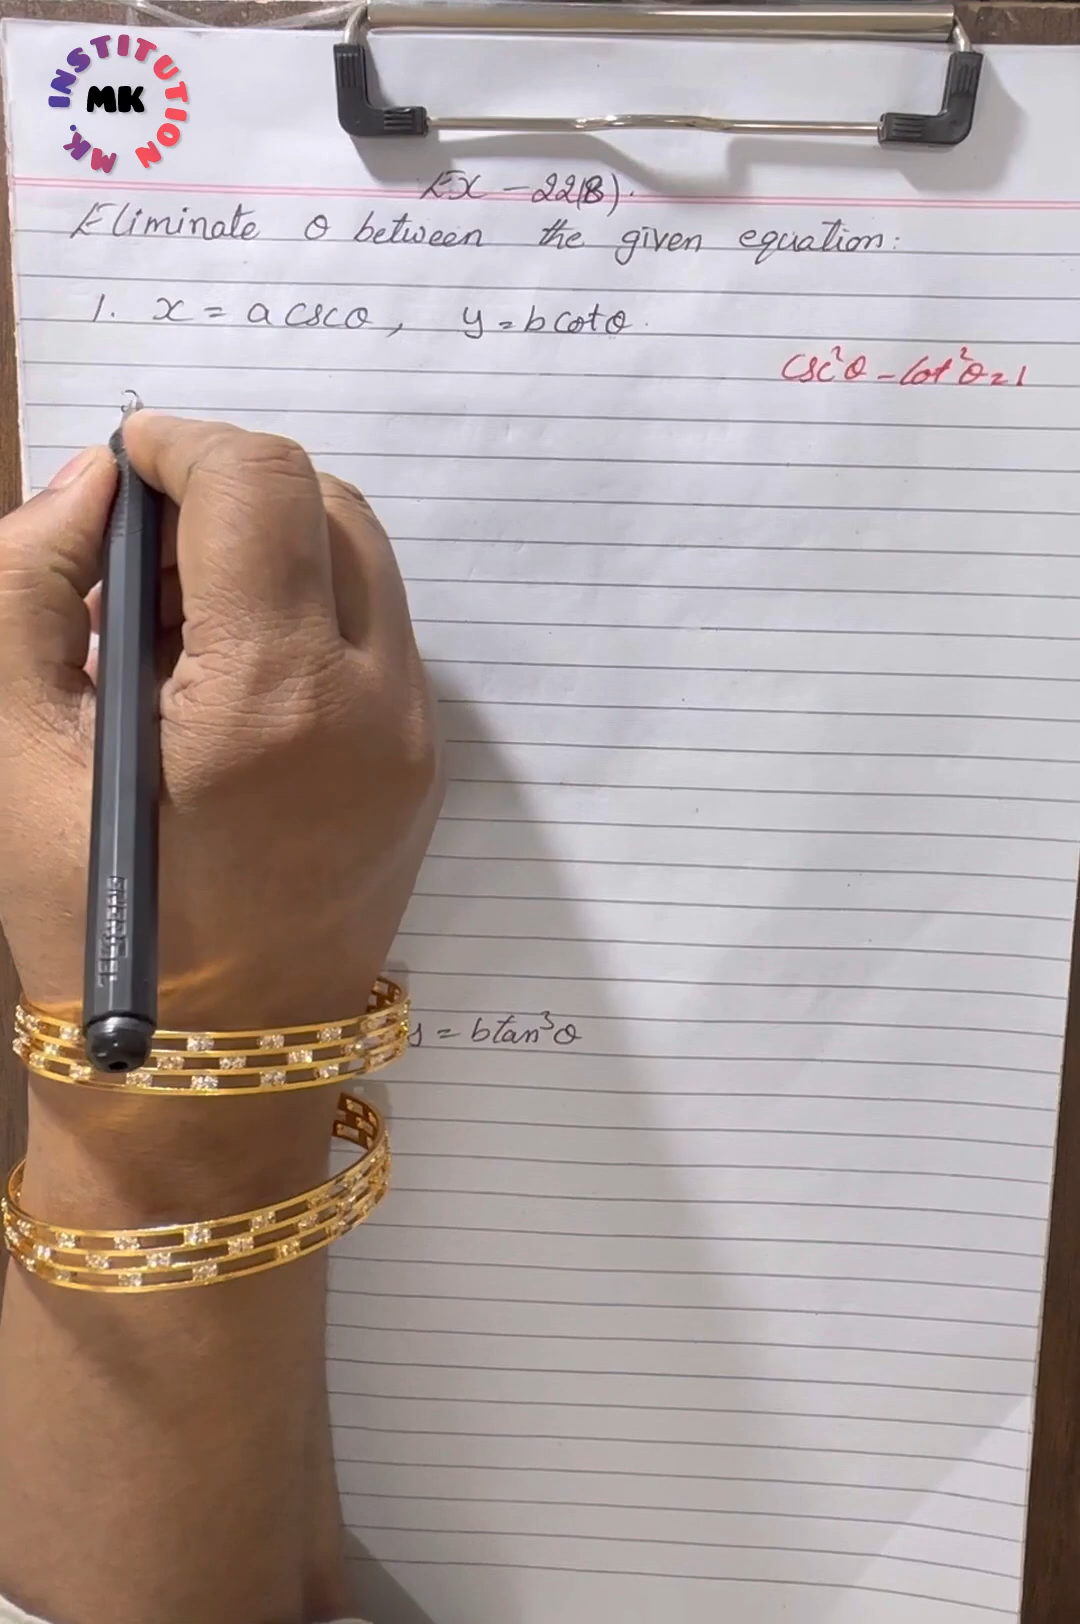 MK. INSTITUTION
MK
Ex - 22(B).
Eliminate θ between the given equation:
1. x = a cscθ, y = b cotθ.
csc²θ - cot²θ = 1
= b tan³θ